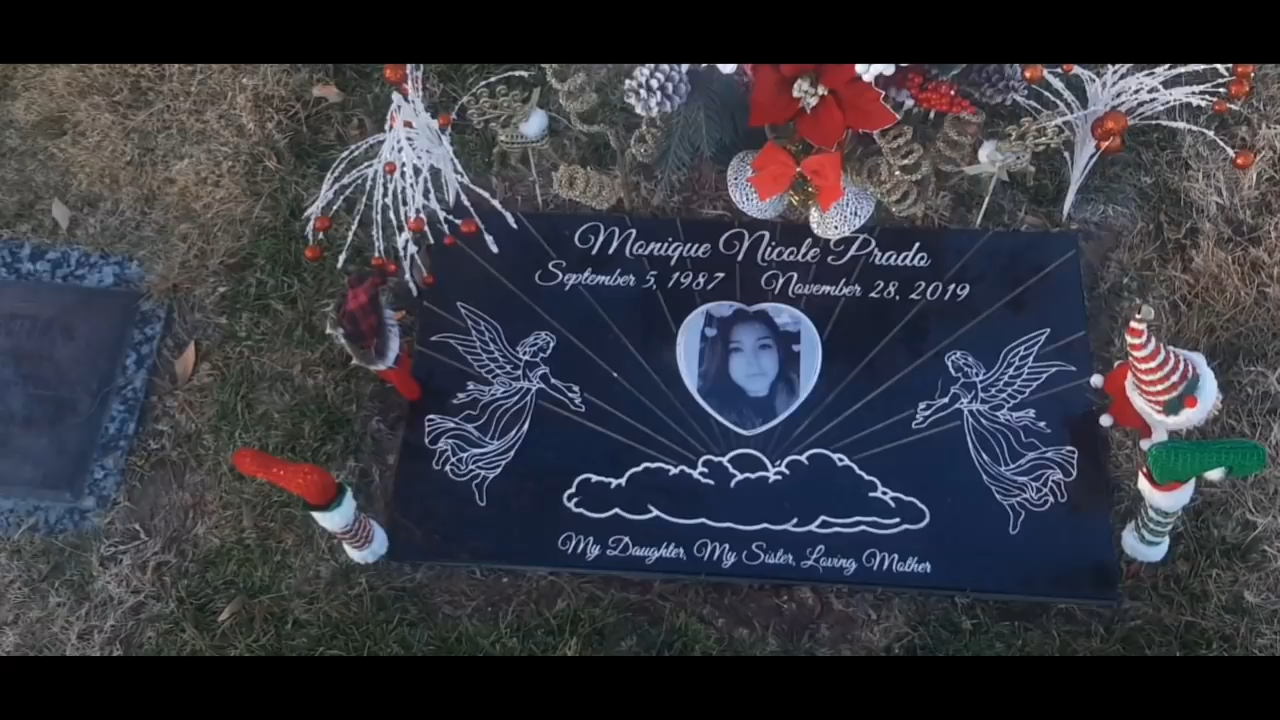 Monique Nicole Prado
September 5, 1987 November 28, 2019
My Daughter, My Sister, Loving Mother